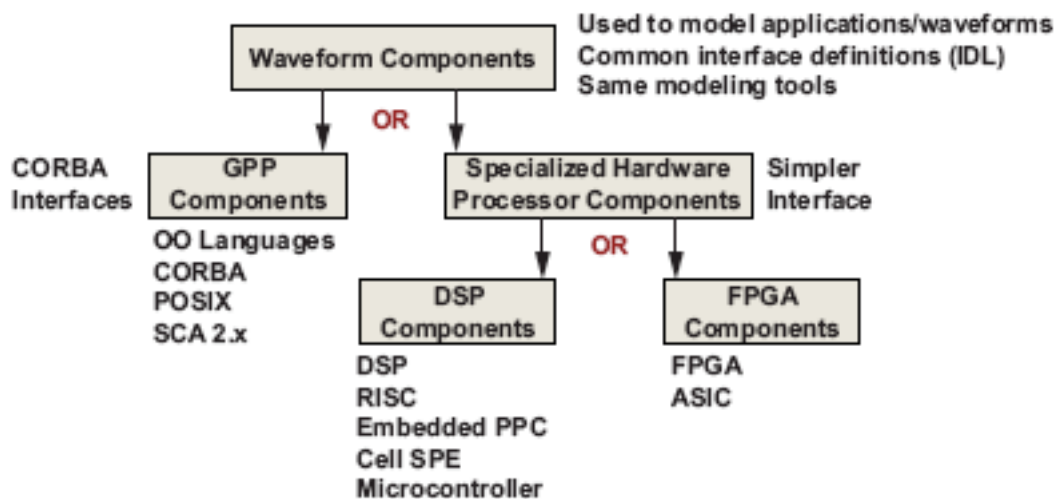 Waveform Components
Used to model applications/waveforms
Common interface definitions (IDL)
Same modeling tools
OR
CORBA
Interfaces
GPP
Components
Specialized Hardware
Processor Components
Simpler
Interface
OO Languages
CORBA
POSIX
SCA 2.x
OR
DSP
Components
FPGA
Components
DSP
RISC
Embedded PPC
Cell SPE
Microcontroller
FPGA
ASIC